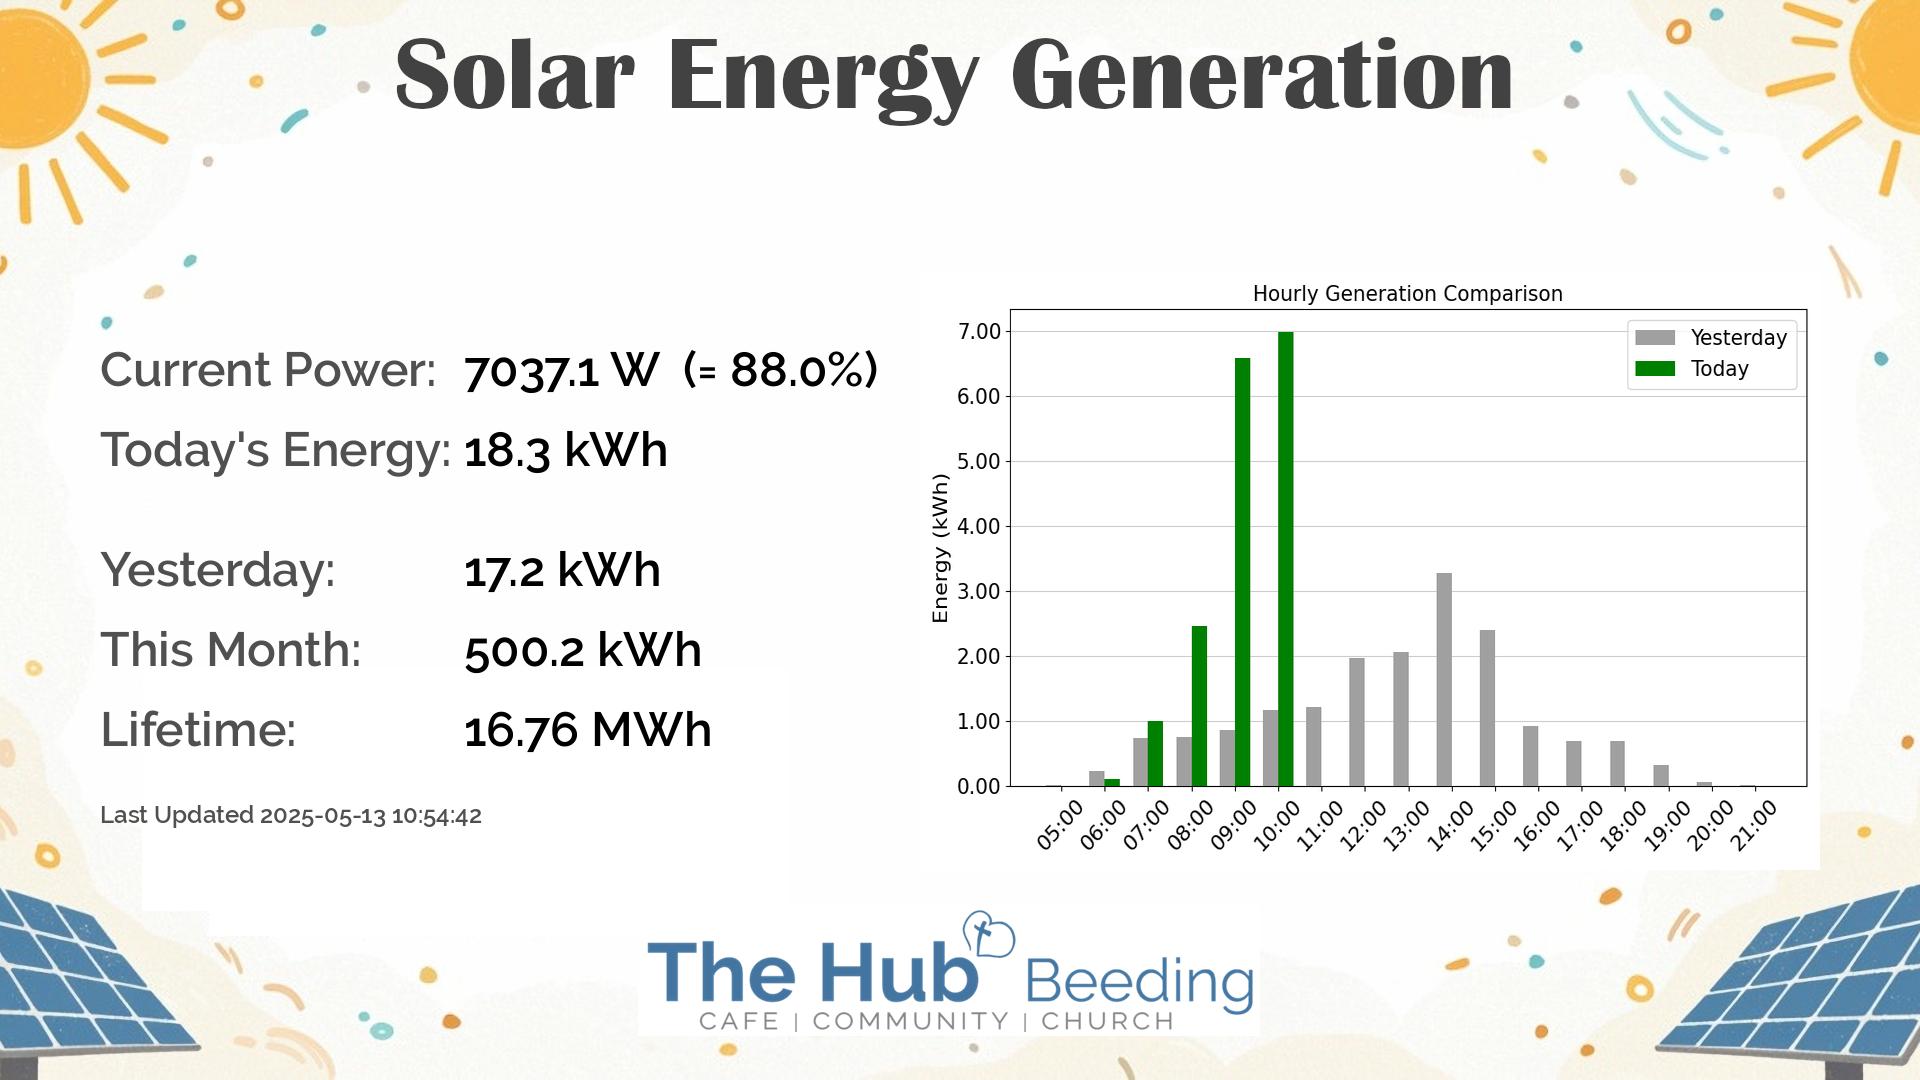 Solar Energy Generation
Current Power: 7037.1 W (= 88.0%)
Today's Energy: 18.3 kWh
Yesterday: 17.2 kWh
This Month: 500.2 kWh
Lifetime: 16.76 MWh
Last Updated 2025-05-13 10:54:42
Hourly Generation Comparison
Yesterday
Today
Energy (kWh)
7.00
6.00
5.00
4.00
3.00
2.00
1.00
0.00
05:00 06:00 07:00 08:00 09:00 10:00 11:00 12:00 13:00 14:00 15:00 16:00 17:00 18:00 19:00 20:00 21:00
The Hub Beeding
CAFE | COMMUNITY | CHURCH